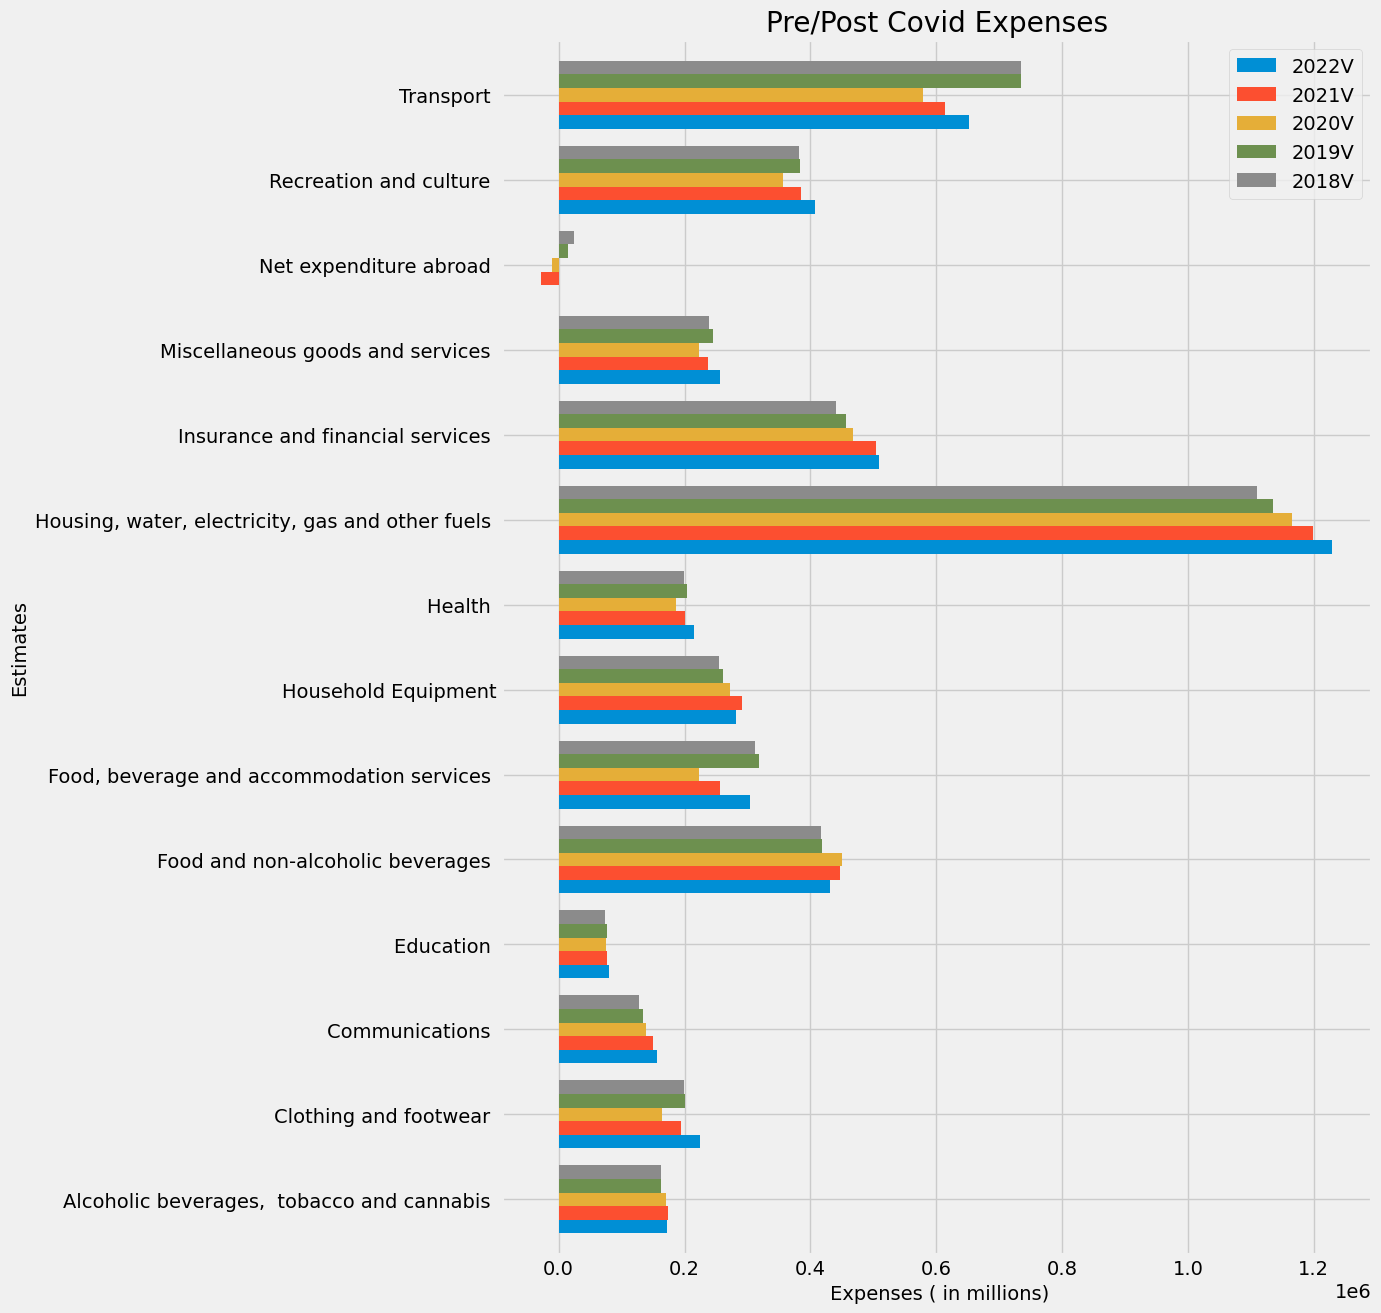 Pre/Post Covid Expenses
2022V
2021V
2020V
2019V
2018V
Transport
Recreation and culture
Net expenditure abroad
Miscellaneous goods and services
Insurance and financial services
Housing, water, electricity, gas and other fuels
Health
Household Equipment
Food, beverage and accommodation services
Food and non-alcoholic beverages
Education
Communications
Clothing and footwear
Alcoholic beverages,  tobacco and cannabis
Estimates
0.0 0.2 0.4 0.6 0.8 1.0 1.2
1e6
Expenses ( in millions)